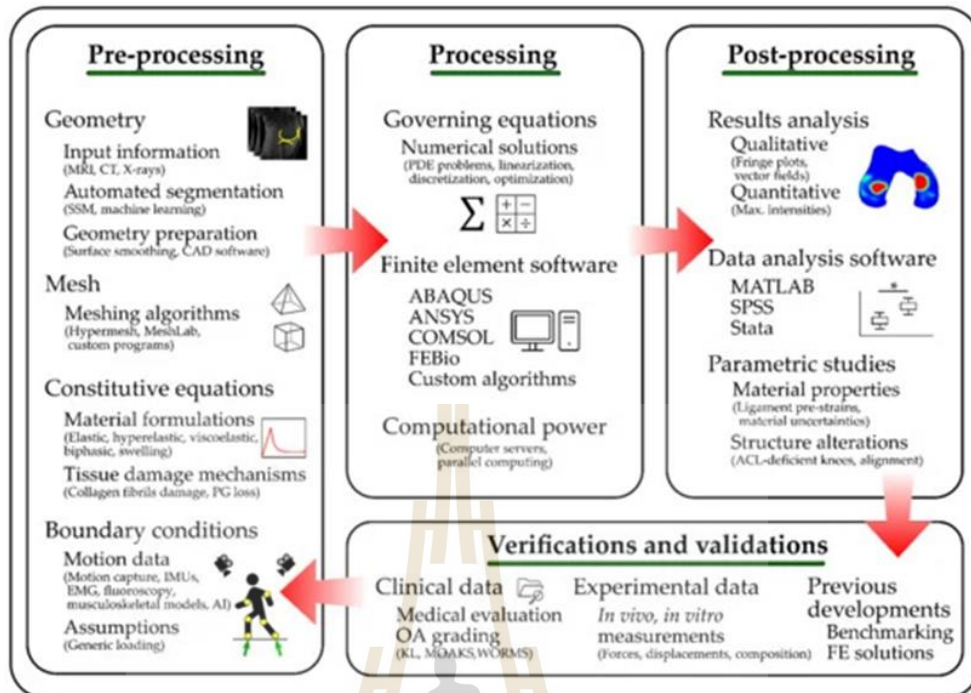 Pre-processing
Geometry
Input information
(MRI, CT, X-rays)
Automated segmentation
(SSM, machine learning)
Geometry preparation
(Surface smoothing, CAD software)
Mesh
Meshing algorithms
(Hypermesh, MeshLab,
custom programs)
Constitutive equations
Material formulations
(Elastic, hyperelastic, viscoelastic,
biphasic, swelling)
Tissue damage mechanisms
(Collagen fibrils damage, PG loss)
Boundary conditions
Motion data
(Motion capture, IMUs,
EMG, fluoroscopy,
musculoskeletal models, AI)
Assumptions
(Generic loading)
Processing
Governing equations
Numerical solutions
(PDE problems, linearization,
discretization, optimization)
Σ + − × ÷
Finite element software
ABAQUS
ANSYS
COMSOL
FEBio
Custom algorithms
Computational power
(Computer servers,
parallel computing)
Post-processing
Results analysis
Qualitative
(Fringe plots,
vector fields)
Quantitative
(Max. intensities)
Data analysis software
MATLAB
SPSS
Stata
*
Parametric studies
Material properties
(Ligament pre-strains,
material uncertainties)
Structure alterations
(ACL-deficient knees, alignment)
Verifications and validations
Clinical data
Medical evaluation
OA grading
(KL, MOAKS,WORMS)
Experimental data
In vivo, in vitro
measurements
(Forces, displacements, composition)
Previous
developments
Benchmarking
FE solutions